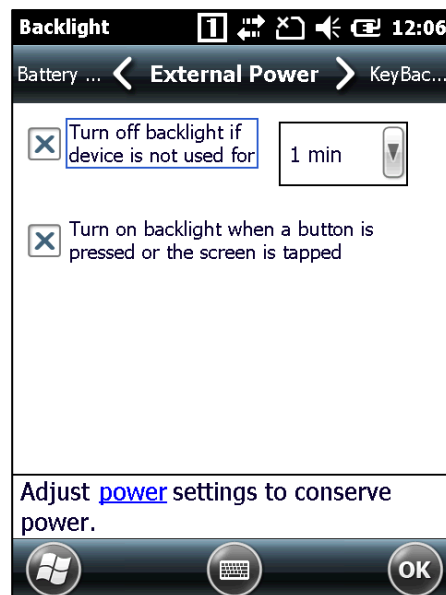 Backlight 1 12:06
Battery ... External Power KeyBac...
Turn off backlight if
device is not used for
1 min
Turn on backlight when a button is
pressed or the screen is tapped
Adjust power settings to conserve
power.
OK